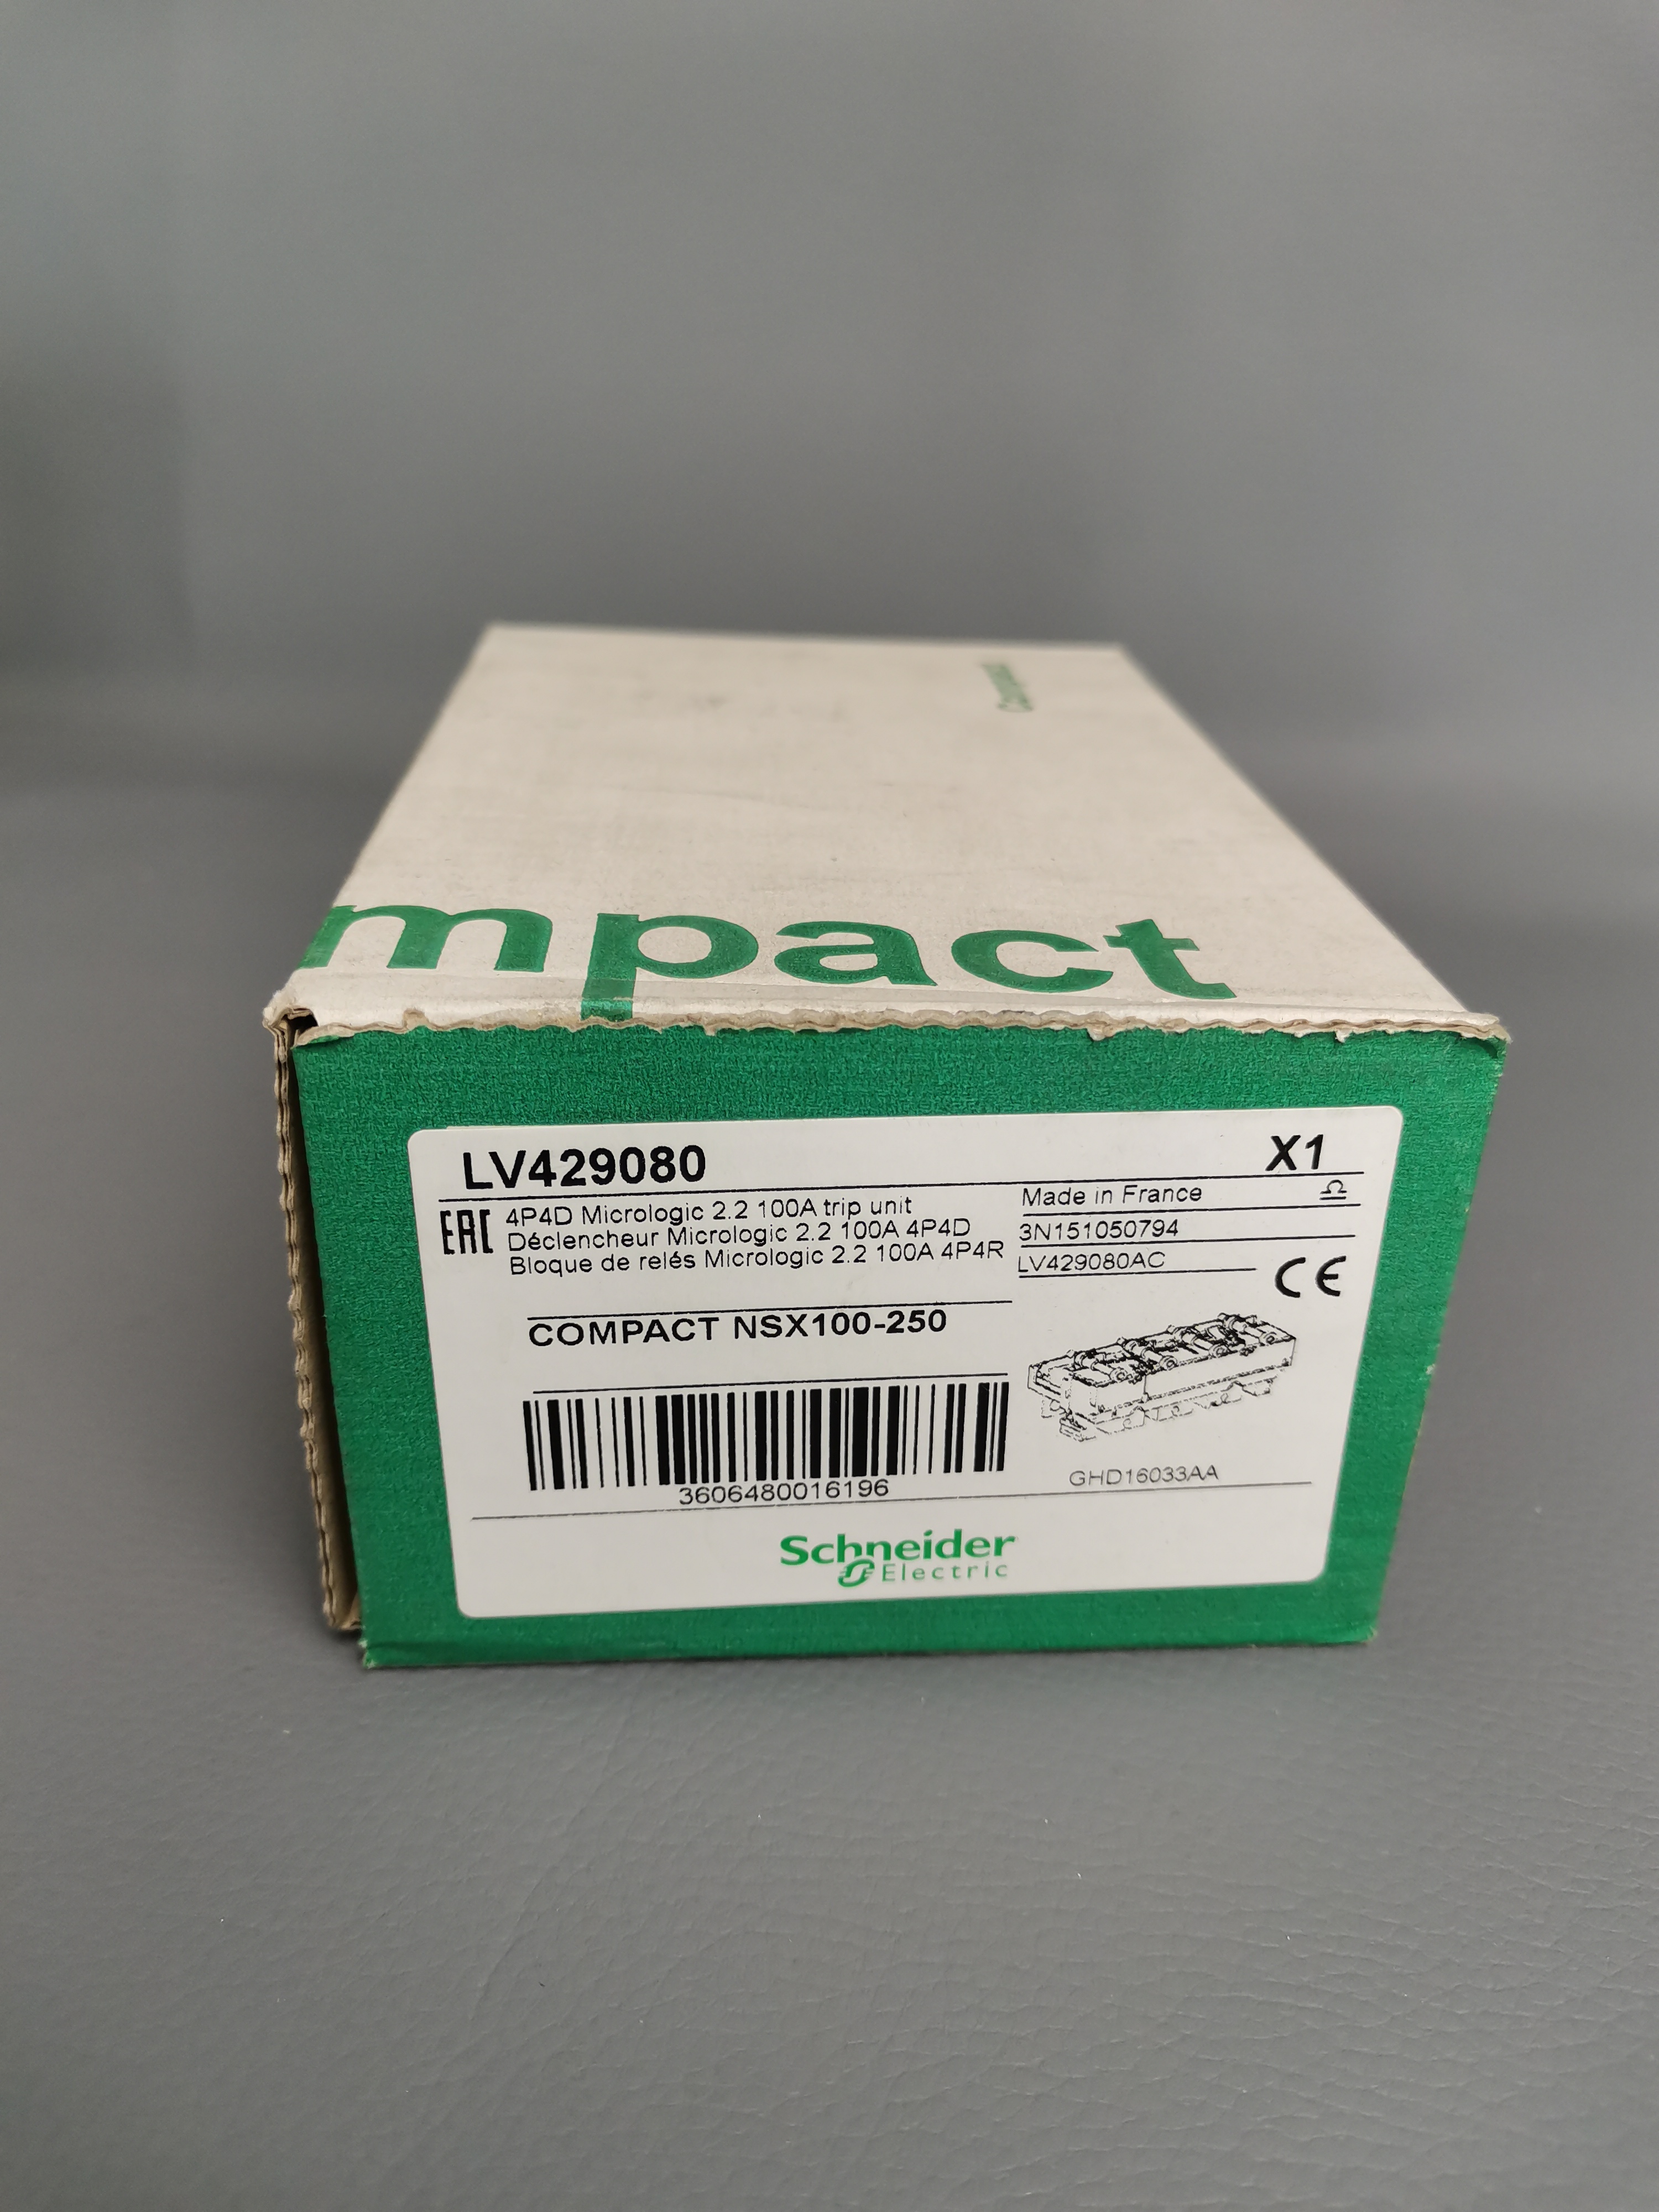 Compact
mpact
LV429080
X1
EAC
4P4D Micrologic 2.2 100A trip unit
Déclencheur Micrologic 2.2 100A 4P4D
Bloque de relés Micrologic 2.2 100A 4P4R
Made in France
3N151050794
LV429080AC
CE
COMPACT NSX100-250
3606480016196
GHD16033AA
Schneider
Electric